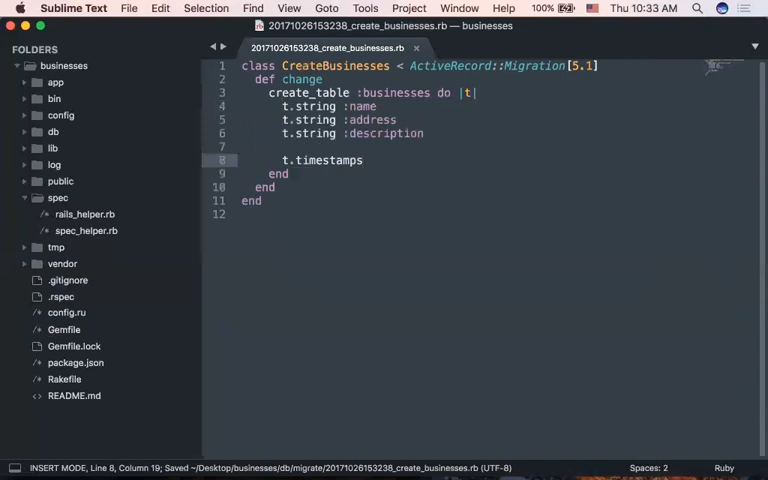 Sublime Text File Edit Selection Find View Goto Tools Project Window Help 100% Thu 10:33 AM
20171026153238_create_businesses.rb — businesses
FOLDERS
businesses
app
bin
config
db
lib
log
public
spec
/* rails_helper.rb
/* spec_helper.rb
tmp
vendor
.gitignore
.rspec
/* config.ru
/* Gemfile
Gemfile.lock
/* package.json
/* Rakefile
<> README.md
20171026153238_create_businesses.rb ×
1 class CreateBusinesses < ActiveRecord::Migration[5.1]
2 def change
3 create_table :businesses do |t|
4 t.string :name
5 t.string :address
6 t.string :description
7
8 t.timestamps
9 end
10 end
11 end
12
INSERT MODE, Line 8, Column 19; Saved ~/Desktop/businesses/db/migrate/20171026153238_create_businesses.rb (UTF-8) Spaces: 2 Ruby